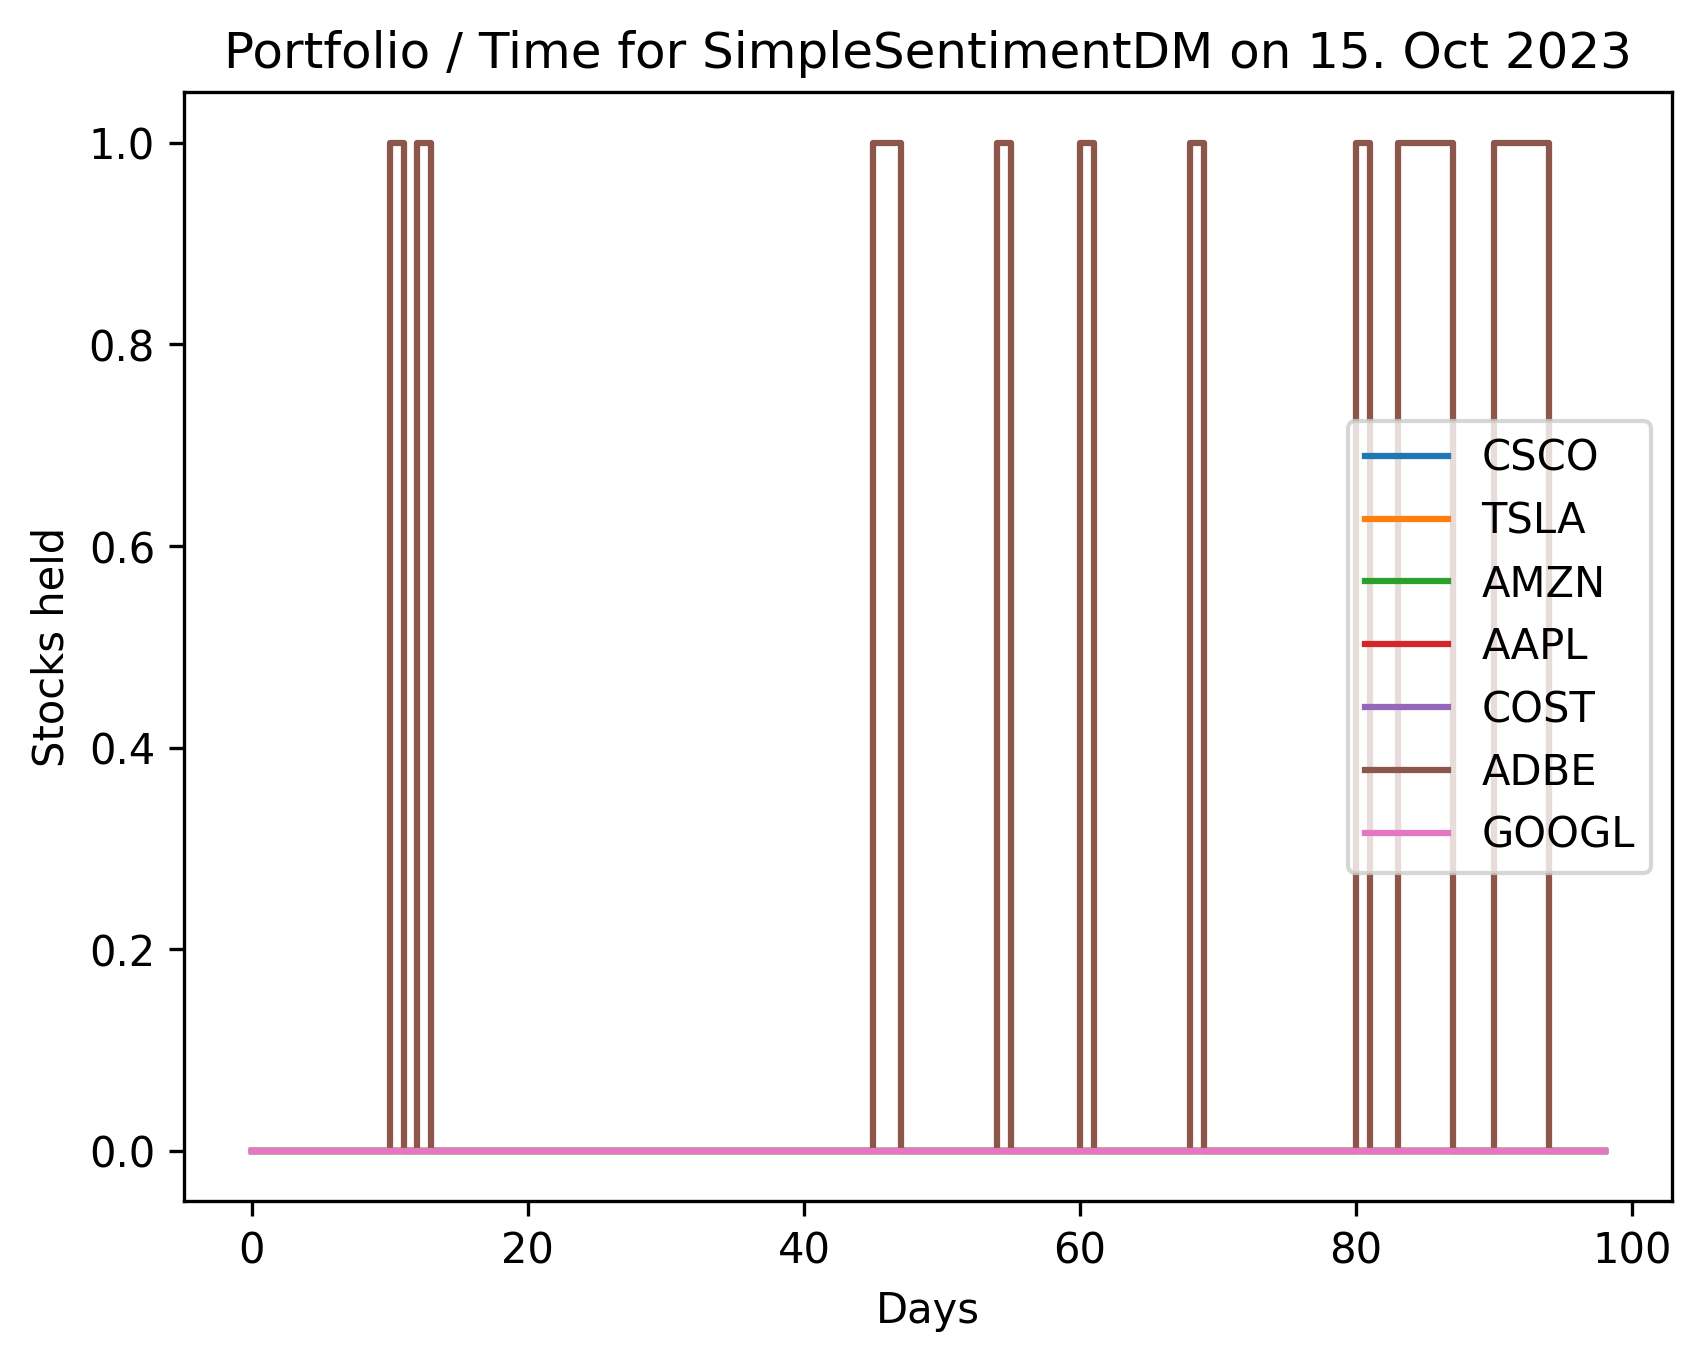 Portfolio / Time for SimpleSentimentDM on 15. Oct 2023
1.0
0.8
0.6
0.4
0.2
0.0
Stocks held
CSCO
TSLA
AMZN
AAPL
COST
ADBE
GOOGL
0 20 40 60 80 100
Days